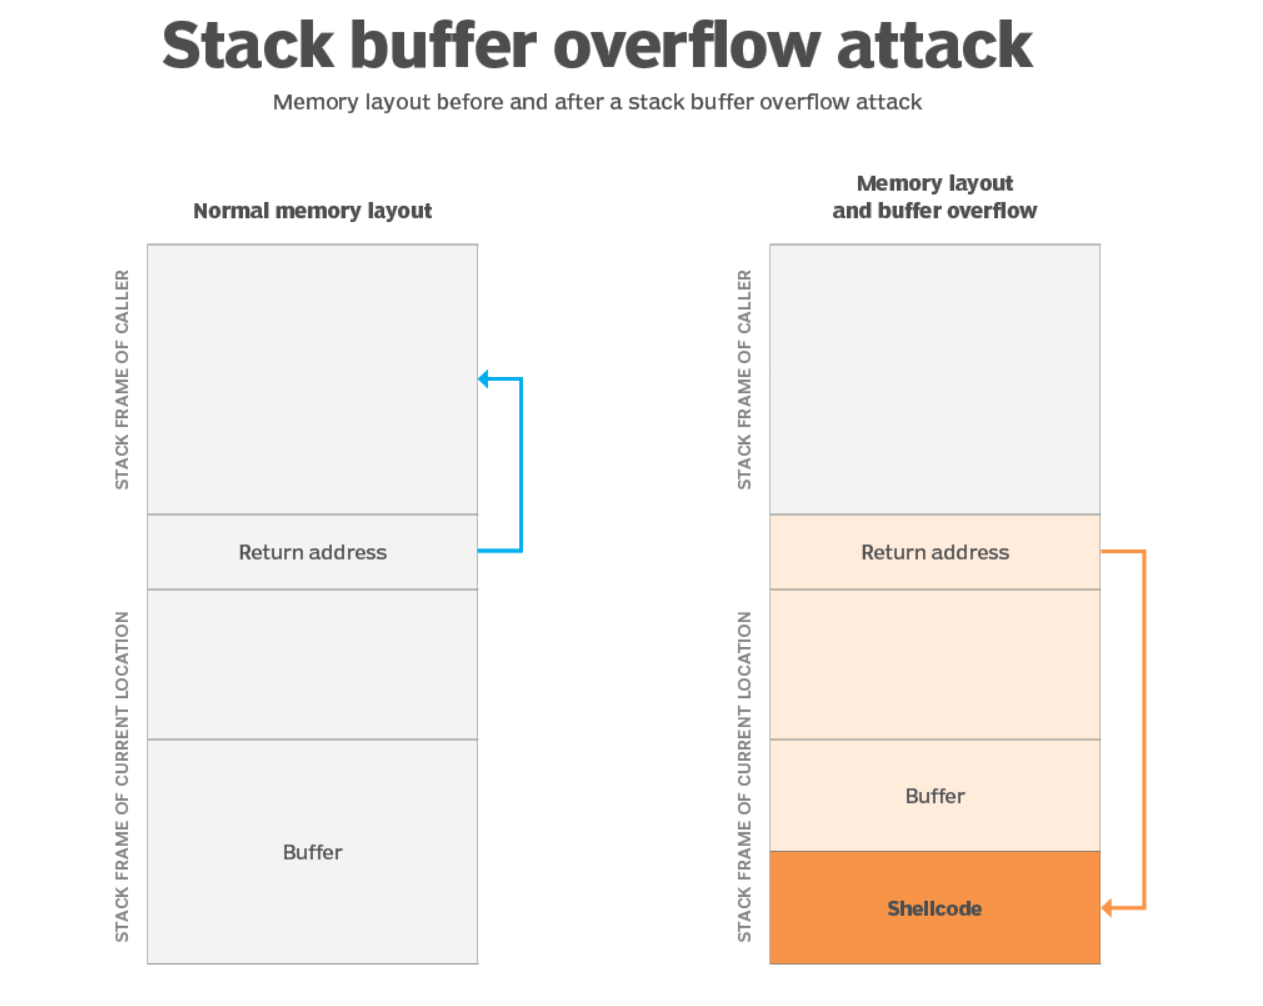 Stack buffer overflow attack
Memory layout before and after a stack buffer overflow attack
Normal memory layout
STACK FRAME OF CALLER
Return address
STACK FRAME OF CURRENT LOCATION
Buffer
Memory layout
and buffer overflow
STACK FRAME OF CALLER
Return address
STACK FRAME OF CURRENT LOCATION
Buffer
Shellcode